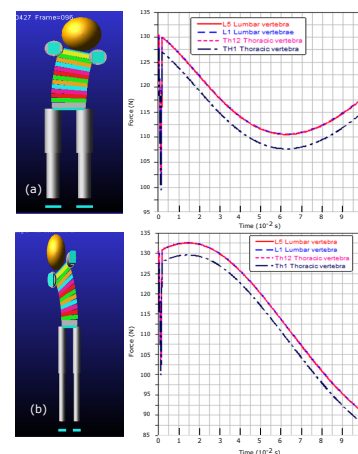 0427 Frame=096
(a)
135
130
125
120
115
110
105
100
95
Force (N)
L5 Lumbar vertebra
L1 Lumbar vertebrae
Th12 Thoracic vertebra
TH1 Thoracic vertebra
0 1 2 3 4 5 6 7 8 9
Time (10-2 s)
(b)
135
130
125
120
115
110
105
100
95
90
85
Force (N)
L5 Lumbar vertebra
L1 Lumbar vertebra
Th12 Thoracic vertebra
Th1 Thoracic vertebra
0 1 2 3 4 5 6 7 8 9
Time (10-2 s)